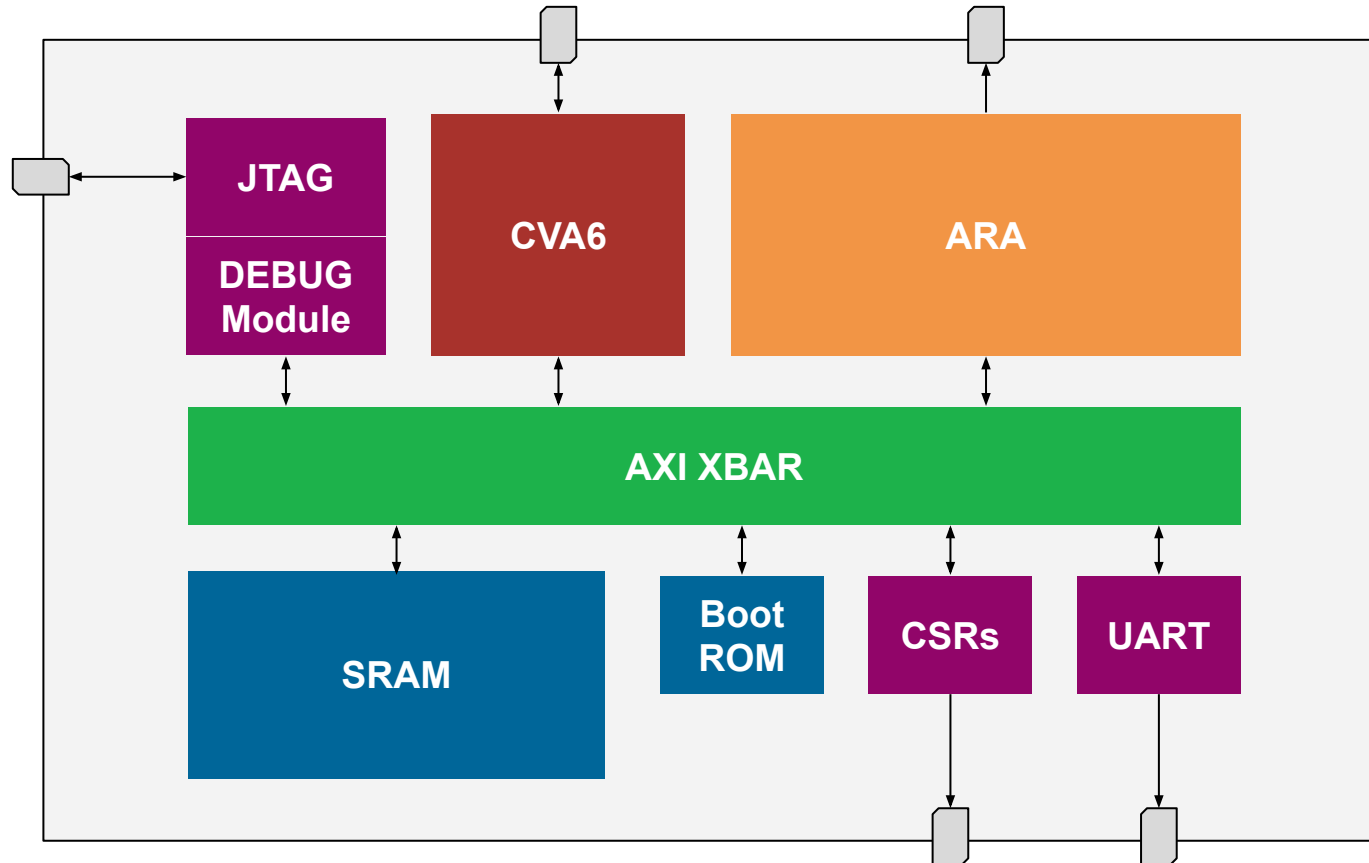 JTAG
DEBUG
Module
CVA6
ARA
AXI XBAR
SRAM
Boot
ROM
CSRs
UART